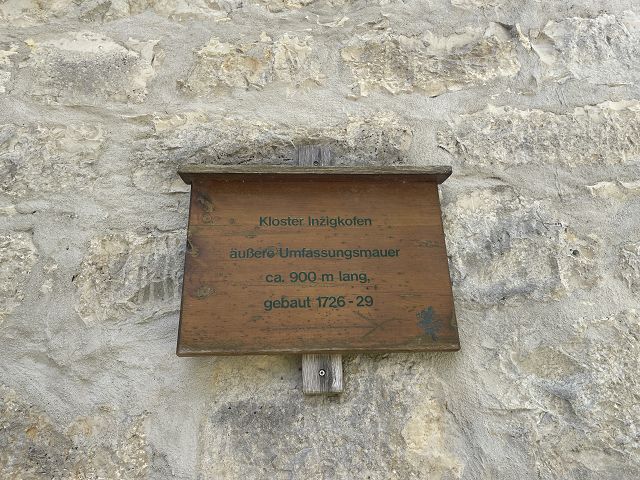 Kloster Inzigkofen
äußere Umfassungsmauer
ca. 900 m lang,
gebaut 1726-29